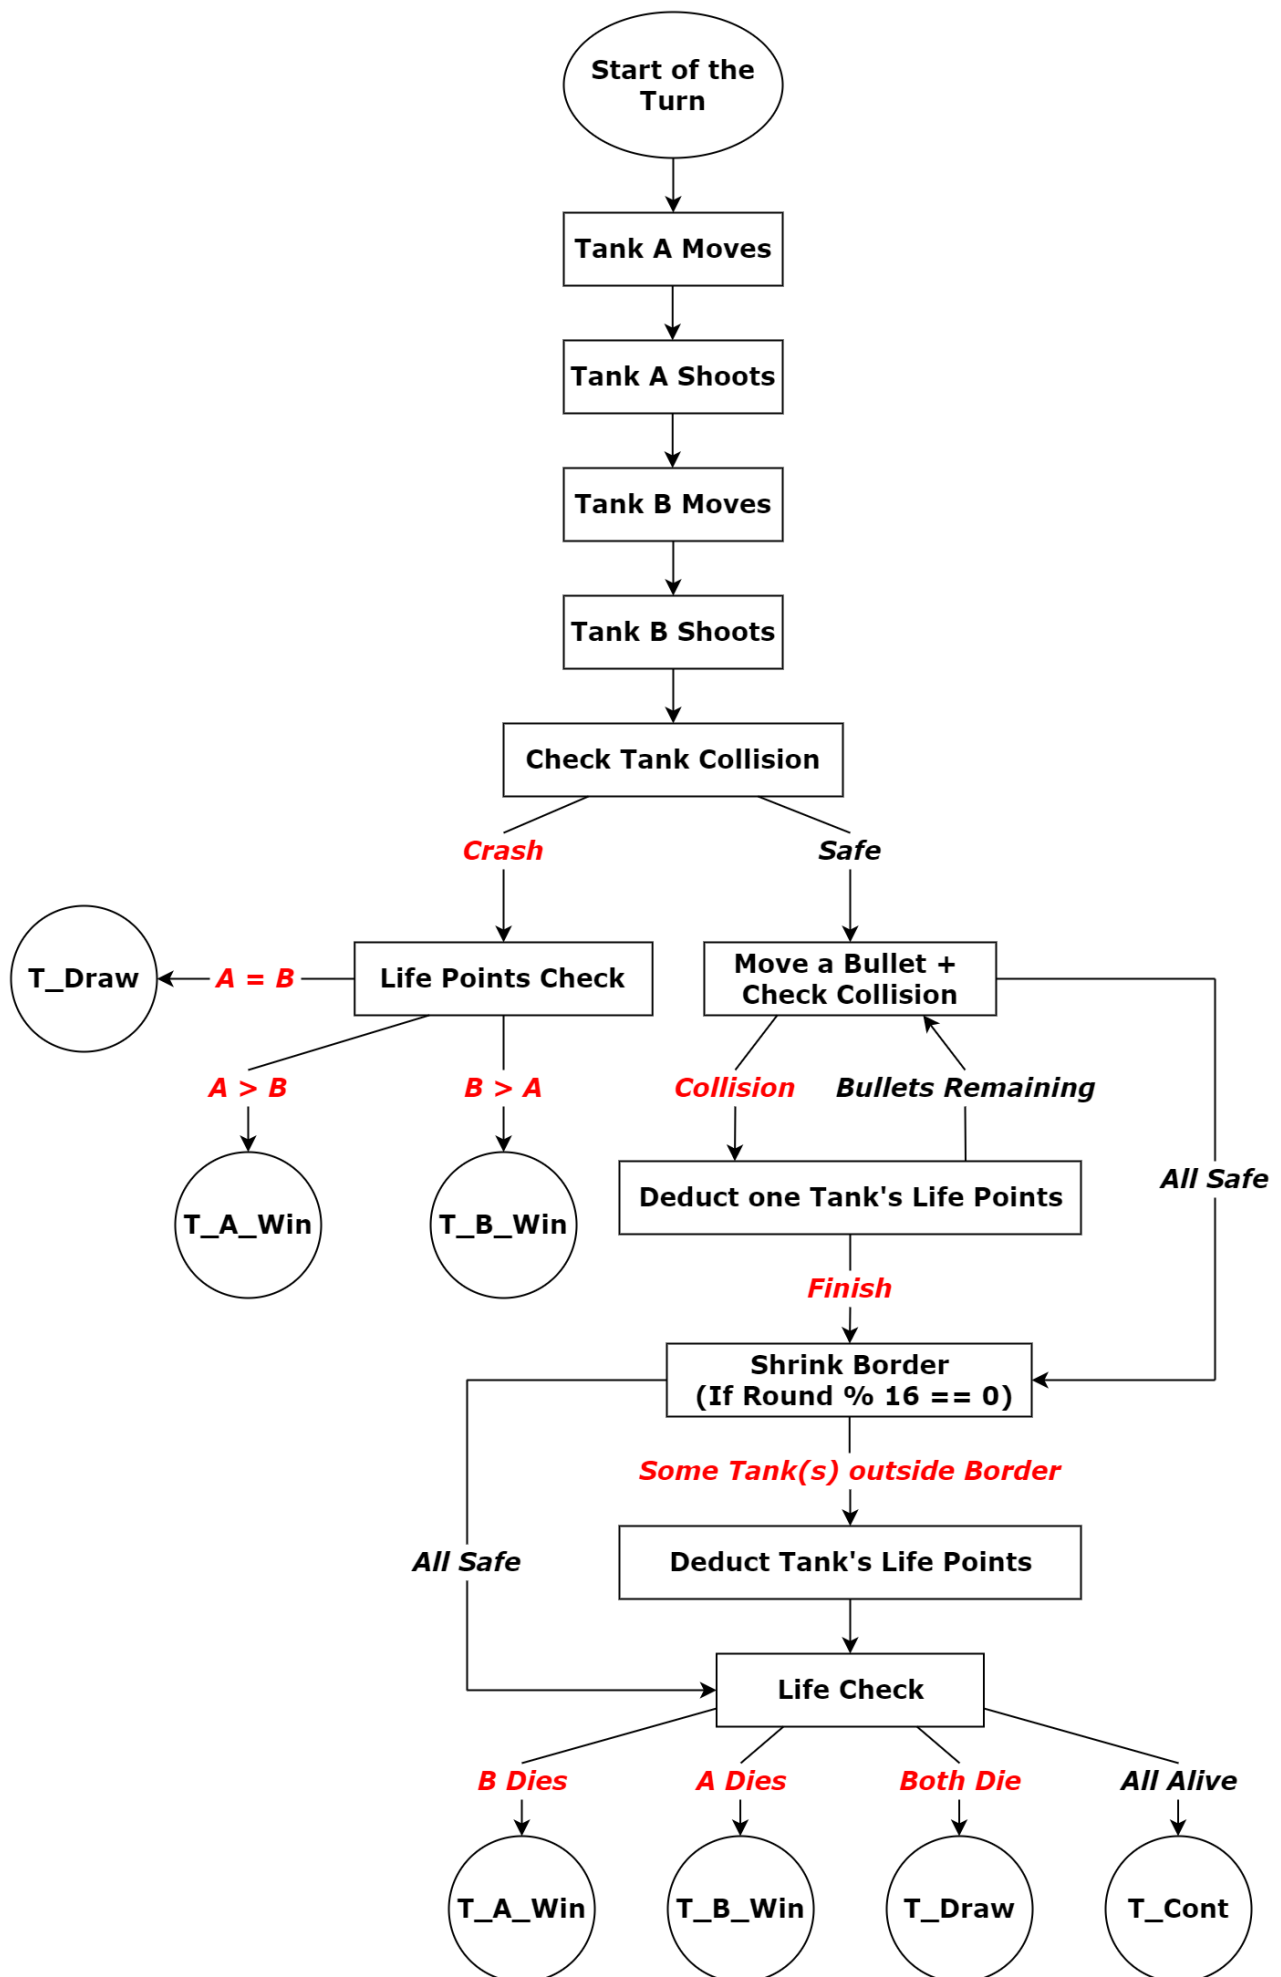 Start of the
Turn
Tank A Moves
Tank A Shoots
Tank B Moves
Tank B Shoots
Check Tank Collision
Crash
Safe
T_Draw
A = B
Life Points Check
Move a Bullet +
Check Collision
A > B
B > A
Collision
Bullets Remaining
All Safe
T_A_Win
T_B_Win
Deduct one Tank's Life Points
Finish
Shrink Border
(If Round % 16 == 0)
Some Tank(s) outside Border
All Safe
Deduct Tank's Life Points
Life Check
B Dies
A Dies
Both Die
All Alive
T_A_Win
T_B_Win
T_Draw
T_Cont